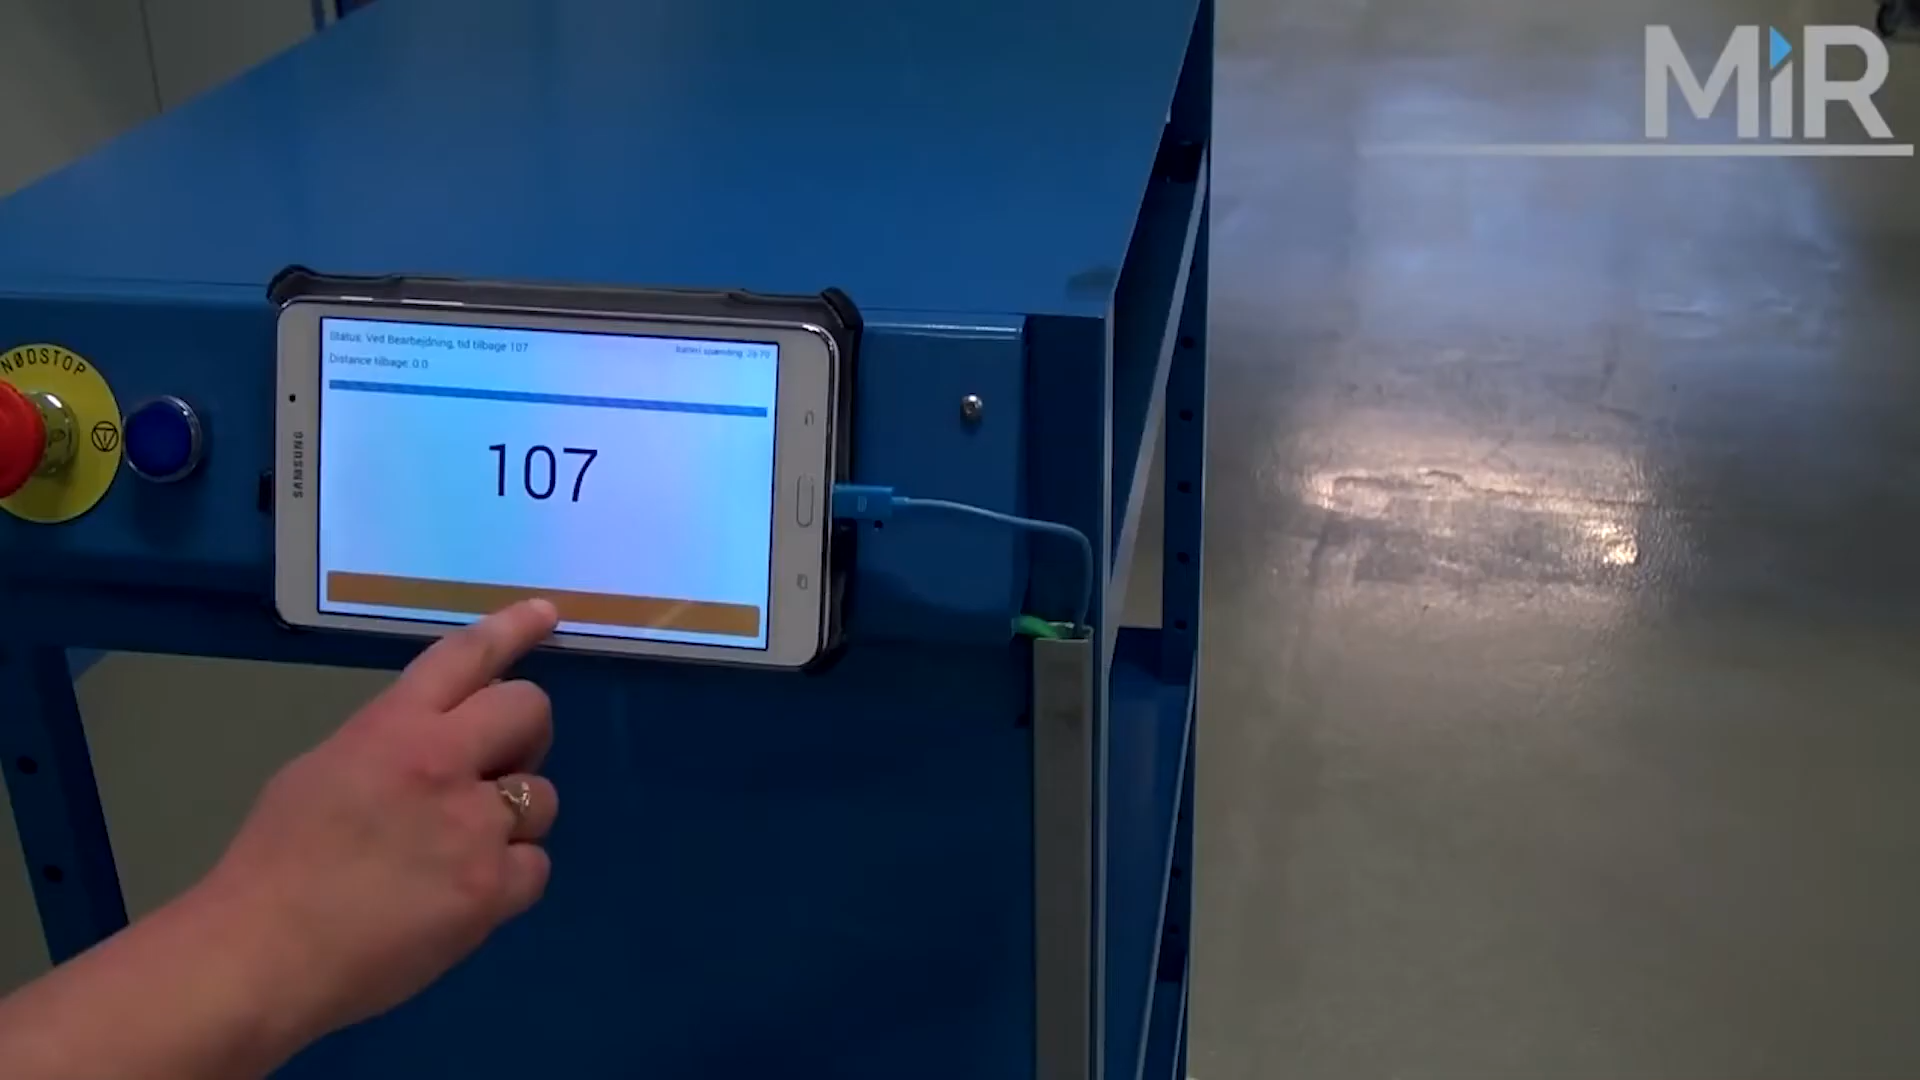 MiR
NØDSTOP
Status: Ved Bearbejdning, tid tilbage 107
Batteri spænding: 26.70
Distance tilbage: 0.0
107
SAMSUNG